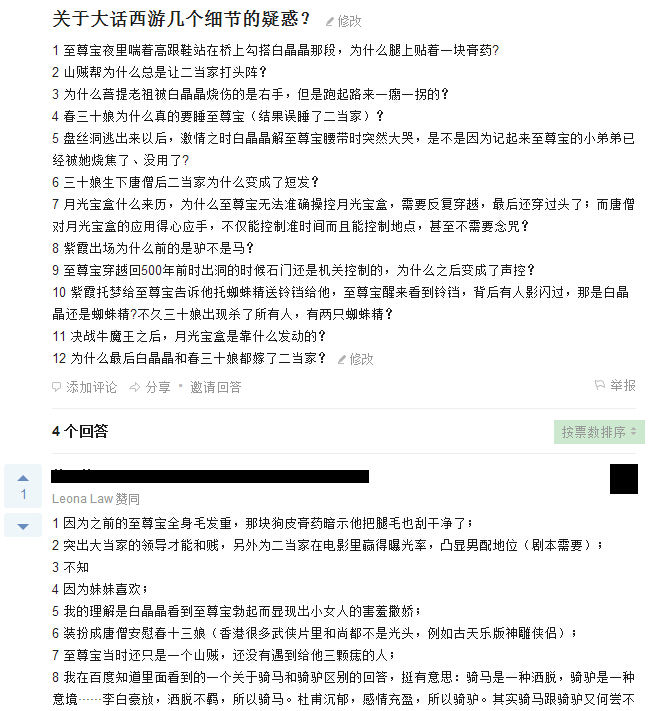 关于大话西游几个细节的疑惑？ 修改
1 至尊宝夜里喘着高跟鞋站在桥上勾搭白晶晶那段，为什么腿上贴着一块膏药?
2 山贼帮为什么总是让二当家打头阵？
3 为什么菩提老祖被白晶晶烧伤的是右手，但是跑起路来一瘸一拐的？
4 春三十娘为什么真的要睡至尊宝（结果误睡了二当家）？
5 盘丝洞逃出来以后，激情之时白晶晶解至尊宝腰带时突然大哭，是不是因为记起来至尊宝的小弟弟已
经被她烧焦了、没用了?
6 三十娘生下唐僧后二当家为什么变成了短发？
7 月光宝盒什么来历，为什么至尊宝无法准确操控月光宝盒，需要反复穿越，最后还穿过头了；而唐僧
对月光宝盒的应用得心应手，不仅能控制准时间而且能控制地点，甚至不需要念咒？
8 紫霞出场为什么前的是驴不是马？
9 至尊宝穿越回500年前时出洞的时候石门还是机关控制的，为什么之后变成了声控？
10 紫霞托梦给至尊宝告诉他托蜘蛛精送铃铛给他，至尊宝醒来看到铃铛，背后有人影闪过，那是白晶
晶还是蜘蛛精?不久三十娘出现杀了所有人，有两只蜘蛛精？
11 决战牛魔王之后，月光宝盒是靠什么发动的？
12 为什么最后白晶晶和春三十娘都嫁了二当家？ 修改
添加评论 分享 • 邀请回答 举报
4 个回答 按票数排序
1
Leona Law 赞同
1 因为之前的至尊宝全身毛发重，那块狗皮膏药暗示他把腿毛也刮干净了；
2 突出大当家的领导才能和贱，另外为二当家在电影里赢得曝光率，凸显男配地位（剧本需要）；
3 不知
4 因为妹妹喜欢；
5 我的理解是白晶晶看到至尊宝勃起而显现出小女人的害羞撒娇；
6 装扮成唐僧安慰春十三娘（香港很多武侠片里和尚都不是光头，例如古天乐版神雕侠侣）；
7 至尊宝当时还只是一个山贼，还没有遇到给他三颗痣的人；
8 我在百度知道里面看到的一个关于骑马和骑驴区别的回答，挺有意思：骑马是一种洒脱，骑驴是一种
意境……李白豪放，洒脱不羁，所以骑马。杜甫沉郁，感情充盈，所以骑驴。其实骑马跟骑驴又何尝不